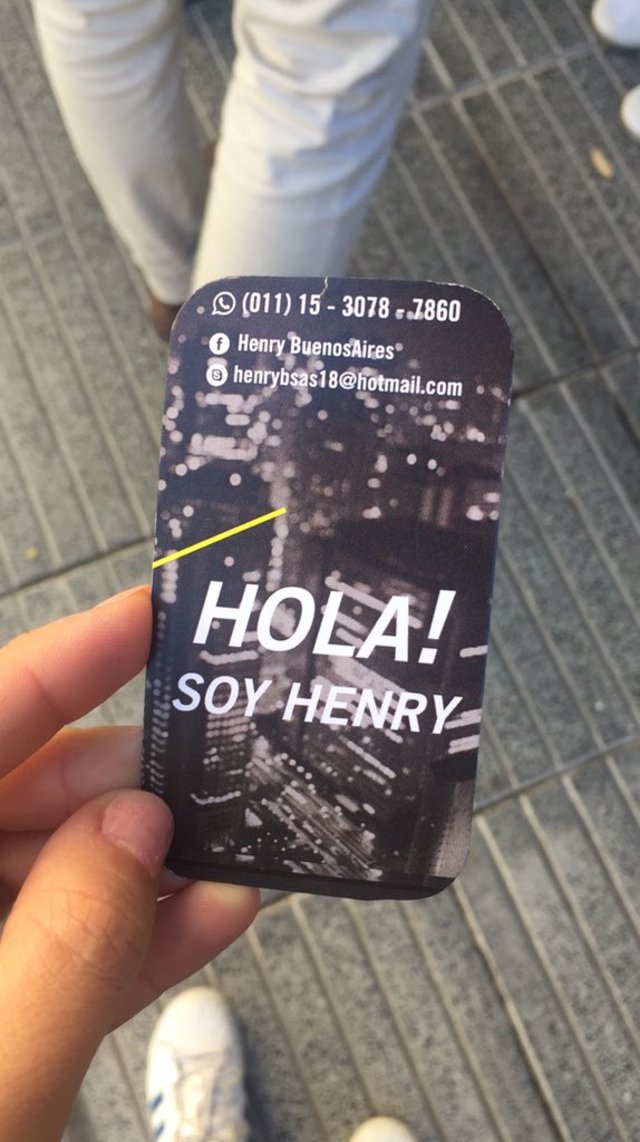 (011) 15 - 3078 - 7860
Henry BuenosAires
henrybsas18@hotmail.com
HOLA!
SOY HENRY